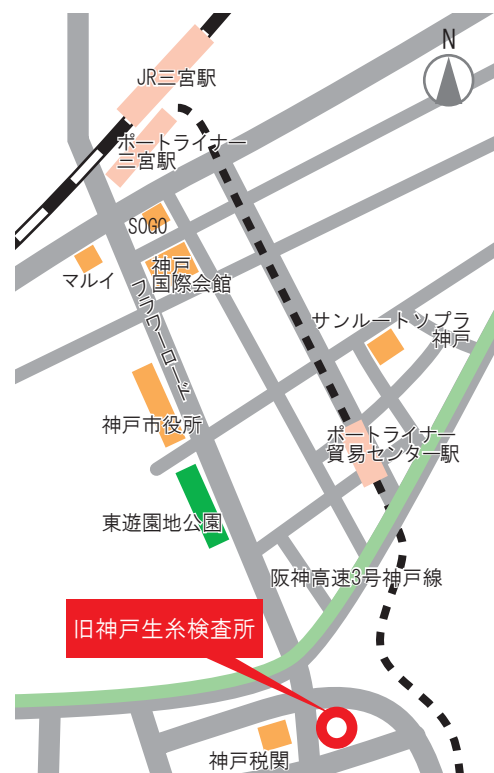 N
JR三宮駅
ポートライナー
三宮駅
SOGO
マルイ
神戸
国際会館
フラワーロード
サンルートソプラ
神戸
神戸市役所
ポートライナー
貿易センター駅
東遊園地公園
阪神高速3号神戸線
旧神戸生糸検査所
神戸税関